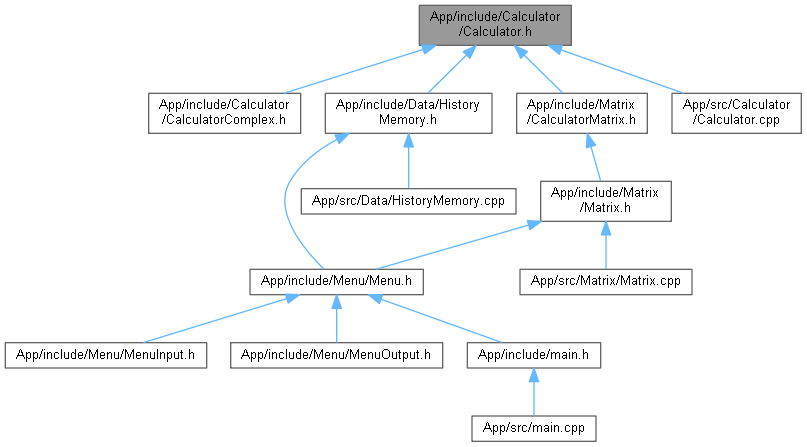 App/include/Calculator
/Calculator.h
App/include/Calculator
/CalculatorComplex.h
App/include/Data/History
Memory.h
App/include/Matrix
/CalculatorMatrix.h
App/src/Calculator
/Calculator.cpp
App/src/Data/HistoryMemory.cpp
App/include/Matrix
/Matrix.h
App/include/Menu/Menu.h
App/src/Matrix/Matrix.cpp
App/include/Menu/MenuInput.h
App/include/Menu/MenuOutput.h
App/include/main.h
App/src/main.cpp